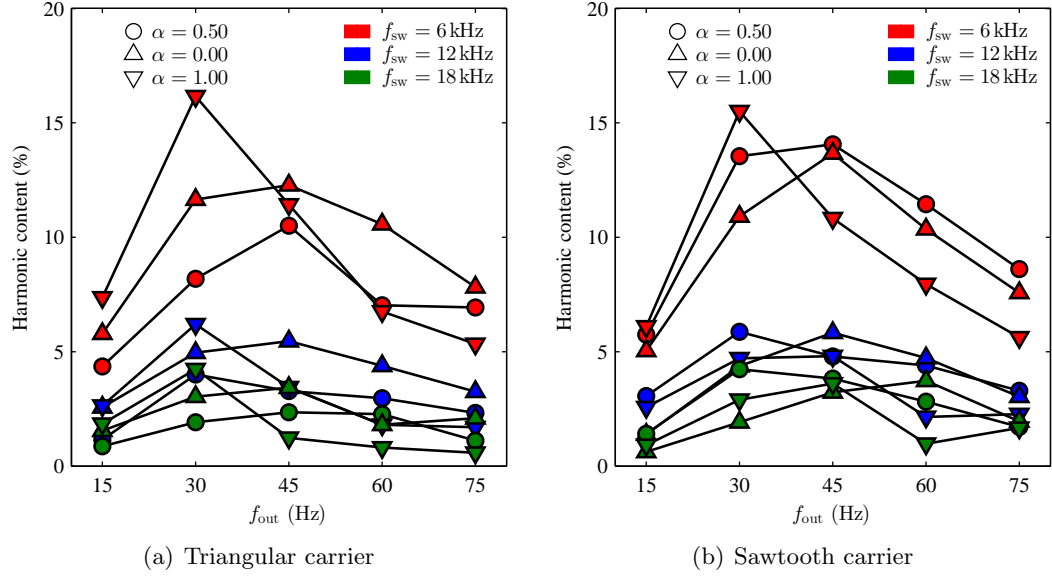 20
15
10
5
0
Harmonic content (%)
α = 0.50
α = 0.00
α = 1.00
f_sw = 6 kHz
f_sw = 12 kHz
f_sw = 18 kHz
15 30 45 60 75
f_out (Hz)
(a) Triangular carrier
20
15
10
5
0
Harmonic content (%)
α = 0.50
α = 0.00
α = 1.00
f_sw = 6 kHz
f_sw = 12 kHz
f_sw = 18 kHz
15 30 45 60 75
f_out (Hz)
(b) Sawtooth carrier